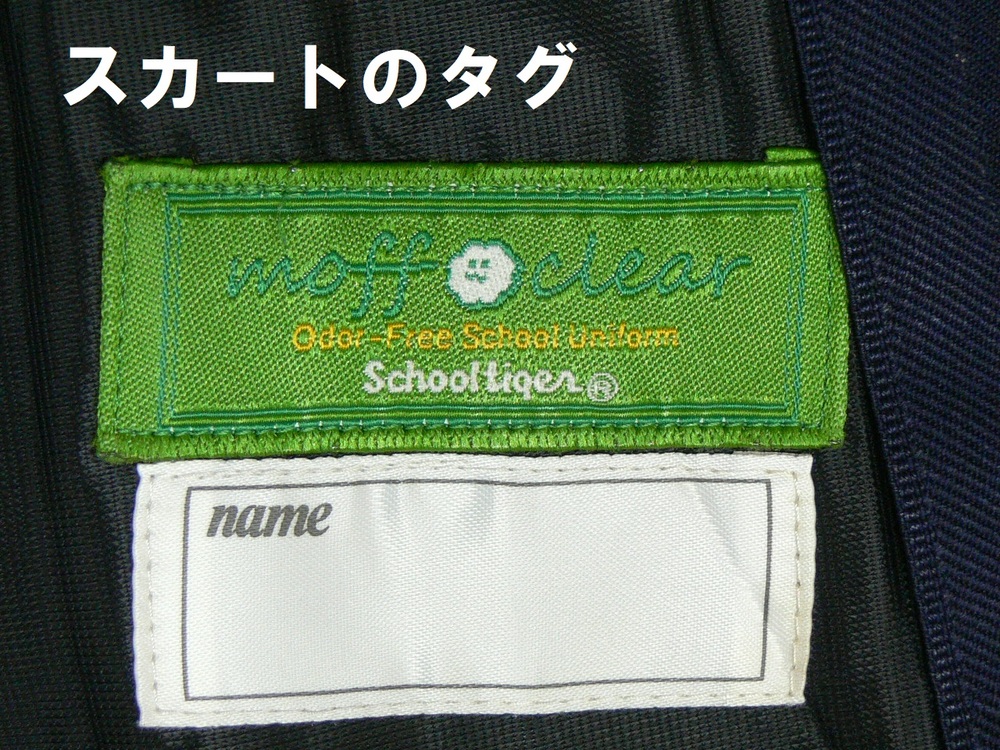 スカートのタグ
moff clear
Odor-Free School Uniform
Schooltiger®
name